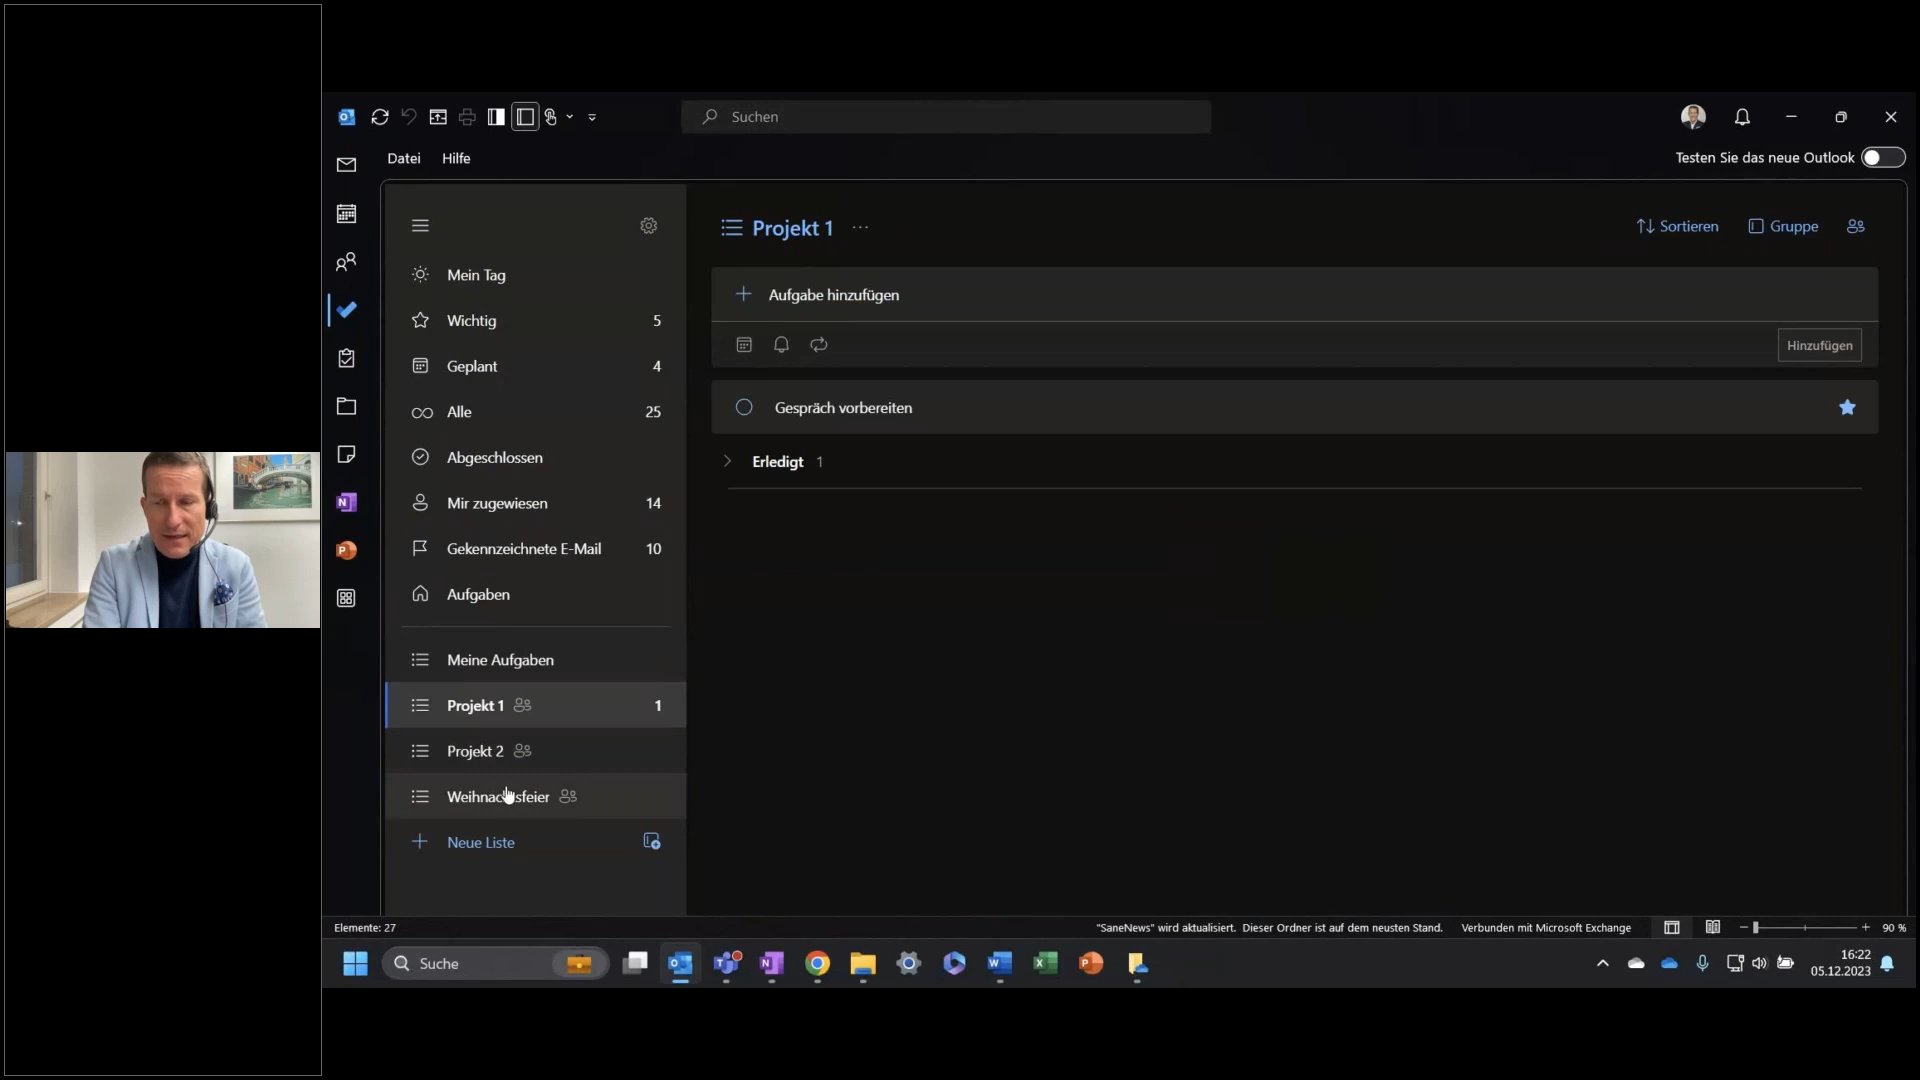 Suchen
Datei Hilfe
Testen Sie das neue Outlook
Mein Tag
Wichtig 5
Geplant 4
Alle 25
Abgeschlossen
Mir zugewiesen 14
Gekennzeichnete E-Mail 10
Aufgaben
Meine Aufgaben
Projekt 1 1
Projekt 2
Weihnachtsfeier
Neue Liste
Projekt 1 ...
Sortieren
Gruppe
Aufgabe hinzufügen
Hinzufügen
Gespräch vorbereiten
Erledigt 1
Elemente: 27
"SaneNews" wird aktualisiert. Dieser Ordner ist auf dem neusten Stand. Verbunden mit Microsoft Exchange
90 %
Suche
16:22
05.12.2023